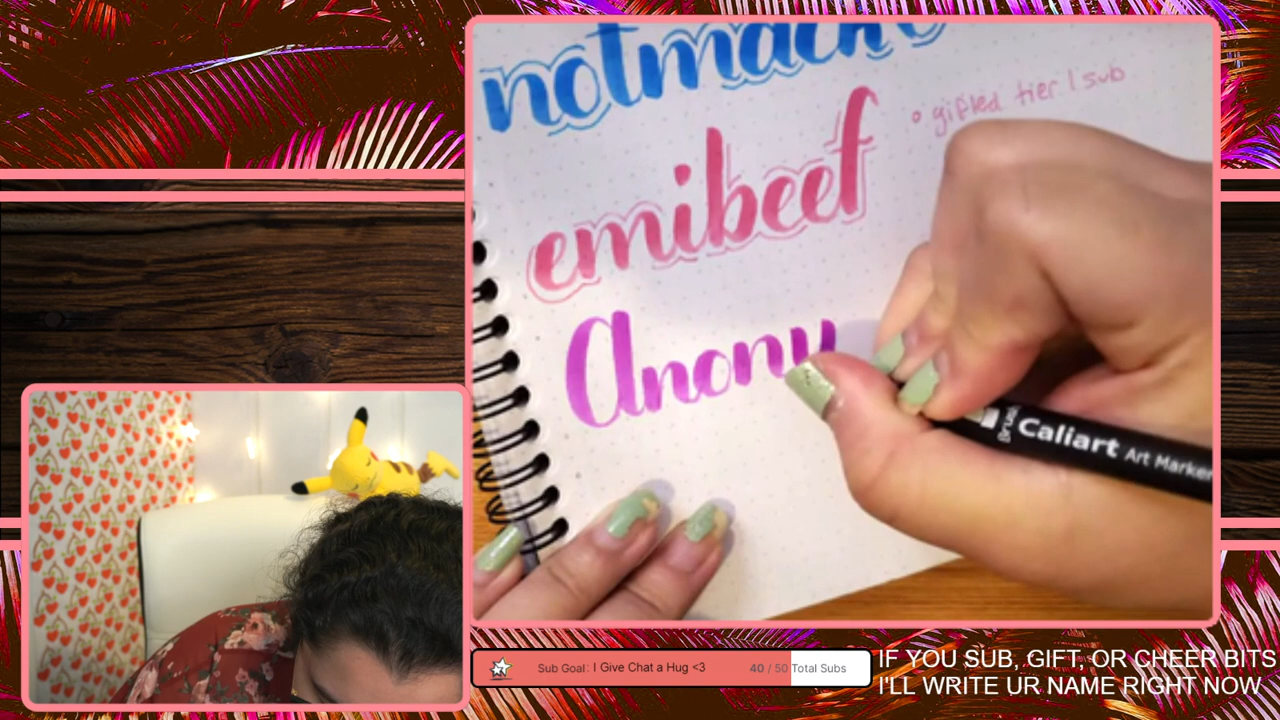 emibeef
gifted tier 1 sub
Anony
Brush Caliart Art Marker
Sub Goal: I Give Chat a Hug <3 40 / 50 Total Subs
IF YOU SUB, GIFT, OR CHEER BITS
I'LL WRITE UR NAME RIGHT NOW